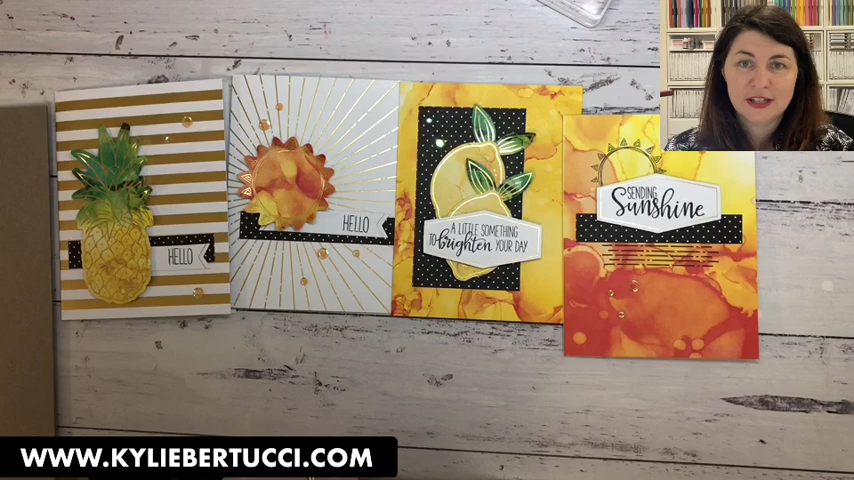 HELLO
HELLO
A LITTLE SOMETHING
TO brighten YOUR DAY
SENDING
Sunshine
WWW.KYLIEBERTUCCI.COM